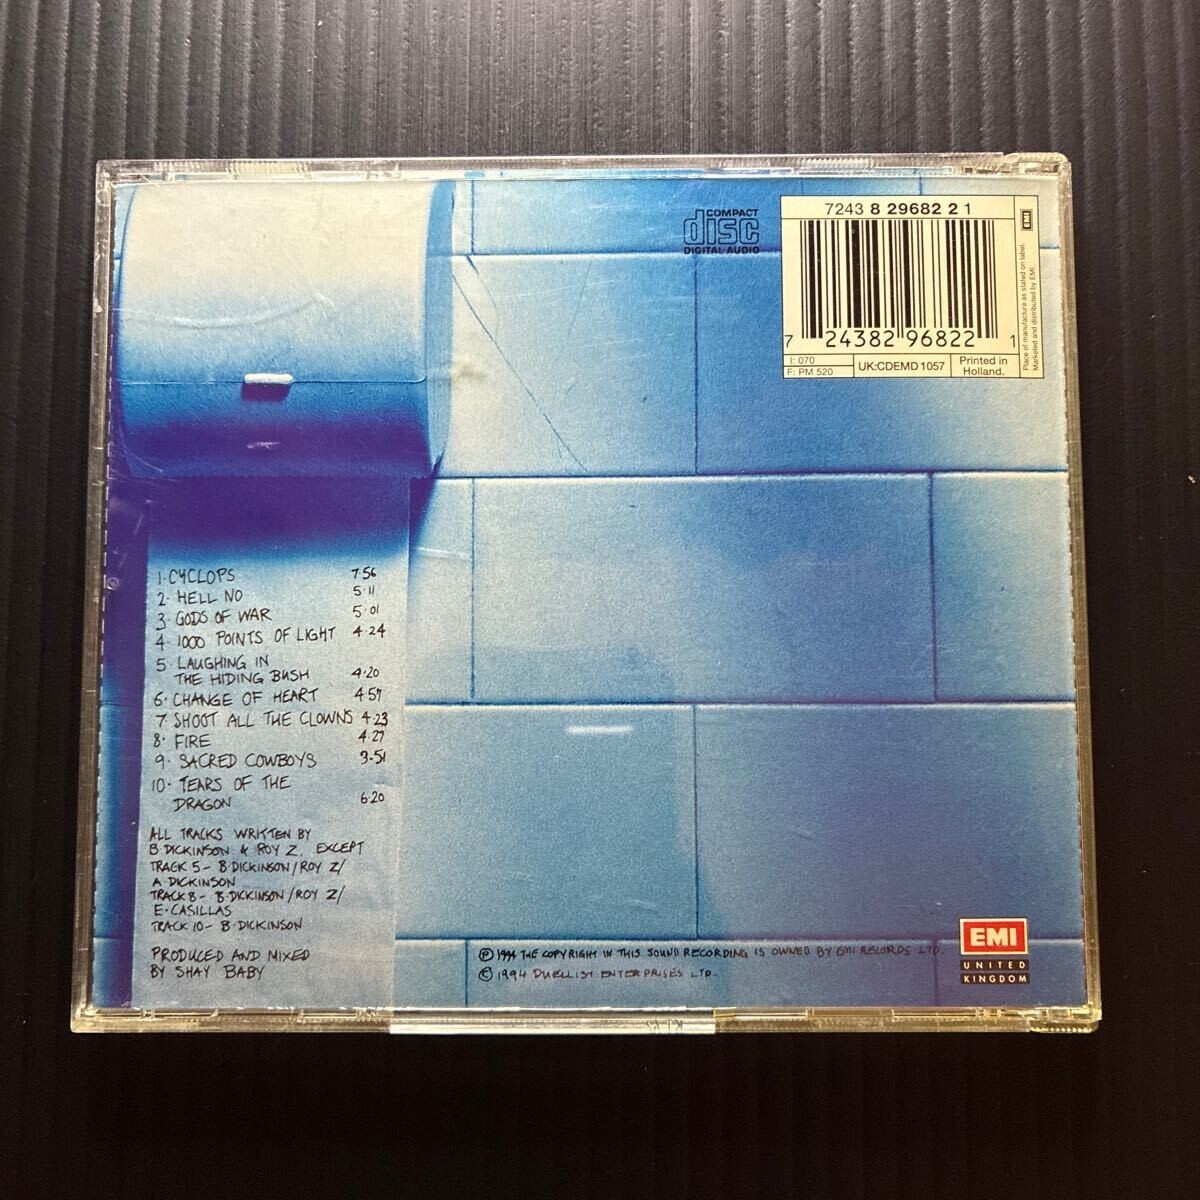 COMPACT
disc
DIGITAL AUDIO
7243 8 29682 2 1
7 24382 96822 1
I: 070
F: PM 520
UK:CDEMD 1057
Printed in
Holland.
EMI
Place of manufacture as stated on label.
Marketed and distributed by EMI.
1· CYCLOPS 7·56
2· HELL NO 5·11
3· GODS OF WAR 5·01
4· 1000 POINTS OF LIGHT 4·24
5 LAUGHING IN
THE HIDING BUSH 4·20
6· CHANGE OF HEART 4·57
7 SHOOT ALL THE CLOWNS 4·23
8· FIRE 4·27
9· SACRED COWBOYS 3·51
10· TEARS OF THE
DRAGON 6·20
ALL TRACKS WRITTEN BY
B·DICKINSON & ROY Z, EXCEPT
TRACK 5 – B·DICKINSON/ROY Z/
A·DICKINSON
TRACK 8 – B·DICKINSON/ROY Z/
E·CASILLAS
TRACK 10 – B·DICKINSON
PRODUCED AND MIXED
BY SHAY BABY
Ⓟ 1994 THE COPYRIGHT IN THIS SOUND RECORDING IS OWNED BY EMI RECORDS LTD.
© 1994 DUELLIST ENTERPRISES LTD.
EMI
UNITED
KINGDOM